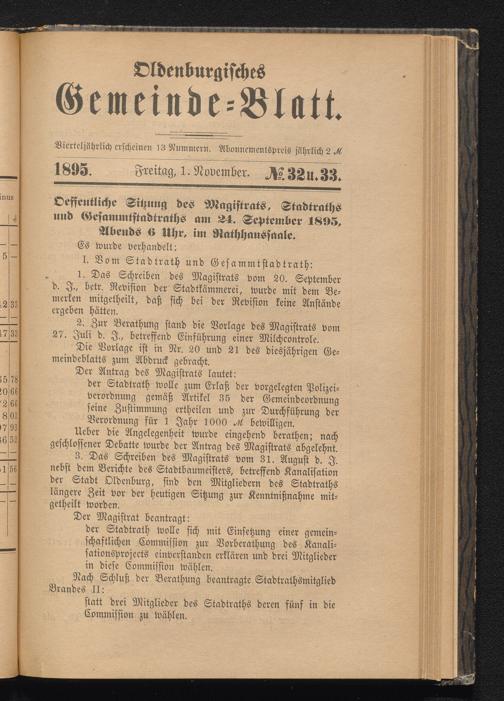 Oldenburgisches
Gemeinde=Blatt.
Vierteljährlich erscheinen 13 Nummern. Abonnementspreis jährlich 2 ℳ
1895. Freitag, 1. November. №. 32 u. 33.
Oeffentliche Sitzung des Magistrats, Stadtraths
und Gesammtstadtraths am 24. September 1895,
Abends 6 Uhr, im Rathhaussaale.
Es wurde verhandelt:
I. Vom Stadtrath und Gesammtstadtrath:
1. Das Schreiben des Magistrats vom 20. September
d. J., betr. Revision der Stadtkämmerei, wurde mit dem Be=
merken mitgetheilt, daß sich bei der Revision keine Anstände
ergeben hätten.
2. Zur Berathung stand die Vorlage des Magistrats vom
27. Juli d. J., betreffend Einführung einer Milchcontrole.
Die Vorlage ist in Nr. 20 und 21 des diesjährigen Ge=
meindeblatts zum Abdruck gebracht.
Der Antrag des Magistrats lautet:
der Stadtrath wolle zum Erlaß der vorgelegten Polizei=
verordnung gemäß Artikel 35 der Gemeindeordnung
seine Zustimmung ertheilen und zur Durchführung der
Verordnung für 1 Jahr 1000 ℳ bewilligen.
Ueber die Angelegenheit wurde eingehend berathen; nach
geschlossener Debatte wurde der Antrag des Magistrats abgelehnt.
3. Das Schreiben des Magistrats vom 31. August d. J.
nebst dem Berichte des Stadtbaumeisters, betreffend Kanalisation
der Stadt Oldenburg, sind den Mitgliedern des Stadtraths
längere Zeit vor der heutigen Sitzung zur Kenntnißnahme mit=
getheilt worden.
Der Magistrat beantragt:
der Stadtrath wolle sich mit Einsetzung einer gemein=
schaftlichen Commission zur Vorberathung des Kanali=
sationsprojects einverstanden erklären und drei Mitglieder
in diese Commission wählen.
Nach Schluß der Berathung beantragte Stadtrathsmitglied
Brandes II:
statt drei Mitglieder des Stadtraths deren fünf in die
Commission zu wählen.